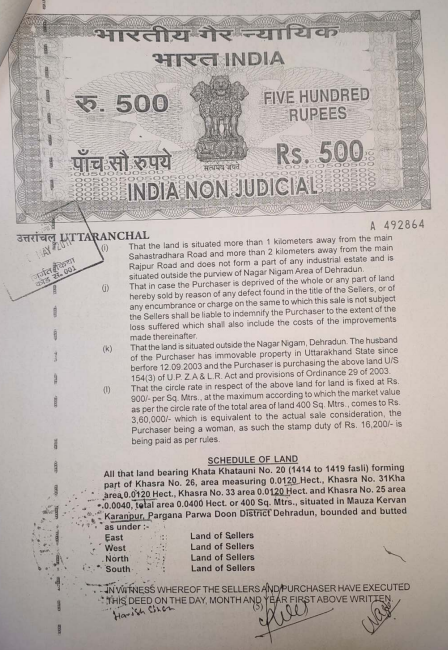 भारतीय गैर न्यायिक
भारत INDIA
रु. 500
FIVE HUNDRED
RUPEES
पाँच सौ रुपये
सत्यमेव जयते
Rs. 500
INDIA NON JUDICIAL
उत्तरांचल UTTARANCHAL
A 492864
(i) That the land is situated more than 1 kilometers away from the main
Sahastradhara Road and more than 2 kilometers away from the main
Rajpur Road and does not form a part of any industrial estate and is
situated outside the purview of Nagar Nigam Area of Dehradun.
(j) That in case the Purchaser is deprived of the whole or any part of land
hereby sold by reason of any defect found in the title of the Sellers, or of
any encumbrance or charge on the same to which this sale is not subject
the Sellers shall be liable to indemnify the Purchaser to the extent of the
loss suffered which shall also include the costs of the improvements
made thereinafter.
(k) That the land is situated outside the Nagar Nigam, Dehradun. The husband
of the Purchaser has immovable property in Uttarakhand State since
berfore 12.09.2003 and the Purchaser is purchasing the above land U/S
154(3) of U.P. Z.A & L.R. Act and provisions of Ordinance 29 of 2003.
(l) That the circle rate in respect of the above land for land is fixed at Rs.
900/- per Sq. Mtrs., at the maximum according to which the market value
as per the circle rate of the total area of land 400 Sq. Mtrs., comes to Rs.
3,60,000/- which is equivalent to the actual sale consideration, the
Purchaser being a woman, as such the stamp duty of Rs. 16,200/- is
being paid as per rules.
SCHEDULE OF LAND
All that land bearing Khata Khatauni No. 20 (1414 to 1419 fasli) forming
part of Khasra No. 26, area measuring 0.0120 Hect., Khasra No. 31Kha
area 0.0120 Hect., Khasra No. 33 area 0.0120 Hect. and Khasra No. 25 area
0.0040, total area 0.0400 Hect. or 400 Sq. Mtrs., situated in Mauza Kervan
Karanpur, Pargana Parwa Doon District Dehradun, bounded and butted
as under :-
East Land of Sellers
West Land of Sellers
North Land of Sellers
South Land of Sellers
IN WITNESS WHEREOF THE SELLERS AND PURCHASER HAVE EXECUTED
THIS DEED ON THE DAY, MONTH AND YEAR FIRST ABOVE WRITTEN
(5)